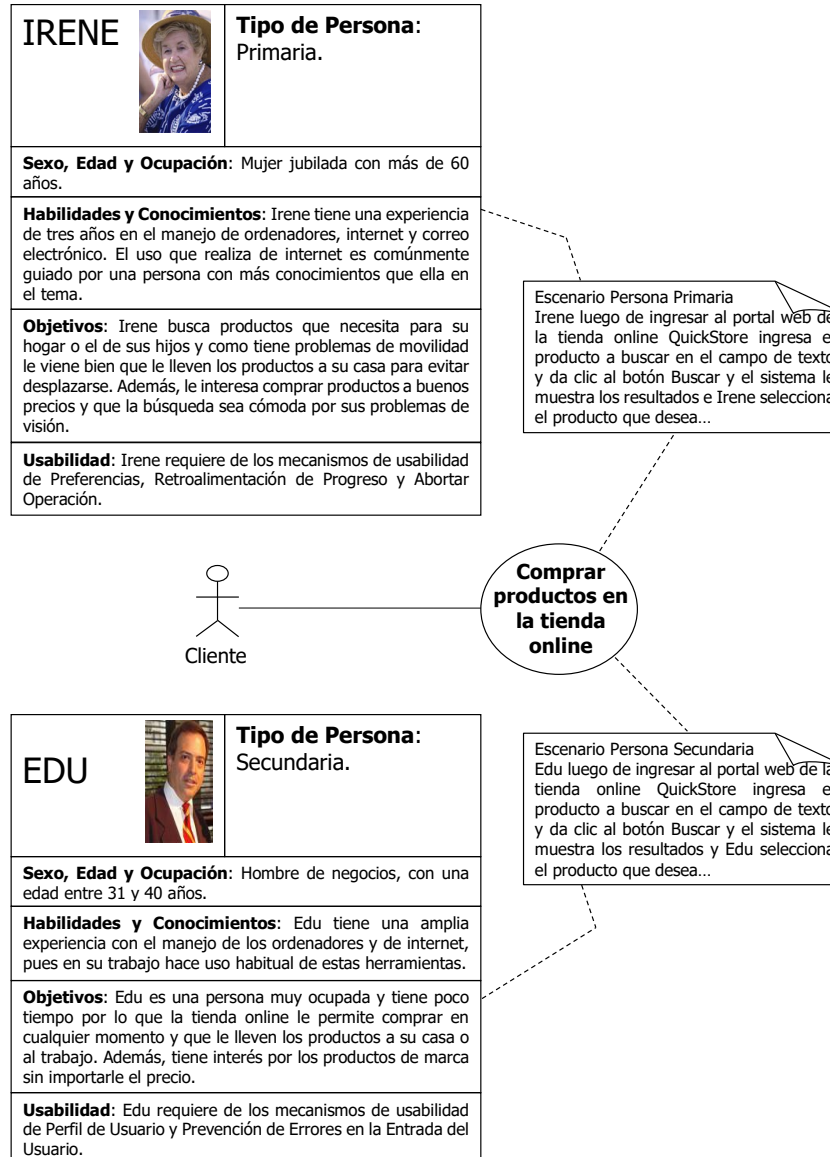 IRENE
Tipo de Persona:
Primaria.
Sexo, Edad y Ocupación: Mujer jubilada con más de 60
años.
Habilidades y Conocimientos: Irene tiene una experiencia
de tres años en el manejo de ordenadores, internet y correo
electrónico. El uso que realiza de internet es comúnmente
guiado por una persona con más conocimientos que ella en
el tema.
Objetivos: Irene busca productos que necesita para su
hogar o el de sus hijos y como tiene problemas de movilidad
le viene bien que le lleven los productos a su casa para evitar
desplazarse. Además, le interesa comprar productos a buenos
precios y que la búsqueda sea cómoda por sus problemas de
visión.
Usabilidad: Irene requiere de los mecanismos de usabilidad
de Preferencias, Retroalimentación de Progreso y Abortar
Operación.
Escenario Persona Primaria
Irene luego de ingresar al portal web de
la tienda online QuickStore ingresa e
producto a buscar en el campo de texto
y da clic al botón Buscar y el sistema le
muestra los resultados e Irene selecciona
el producto que desea...
Comprar
productos en
la tienda
online
Cliente
EDU
Tipo de Persona:
Secundaria.
Sexo, Edad y Ocupación: Hombre de negocios, con una
edad entre 31 y 40 años.
Habilidades y Conocimientos: Edu tiene una amplia
experiencia con el manejo de los ordenadores y de internet,
pues en su trabajo hace uso habitual de estas herramientas.
Objetivos: Edu es una persona muy ocupada y tiene poco
tiempo por lo que la tienda online le permite comprar en
cualquier momento y que le lleven los productos a su casa o
al trabajo. Además, tiene interés por los productos de marca
sin importarle el precio.
Usabilidad: Edu requiere de los mecanismos de usabilidad
de Perfil de Usuario y Prevención de Errores en la Entrada del
Usuario.
Escenario Persona Secundaria
Edu luego de ingresar al portal web de la
tienda online QuickStore ingresa e
producto a buscar en el campo de texto
y da clic al botón Buscar y el sistema le
muestra los resultados y Edu selecciona
el producto que desea...